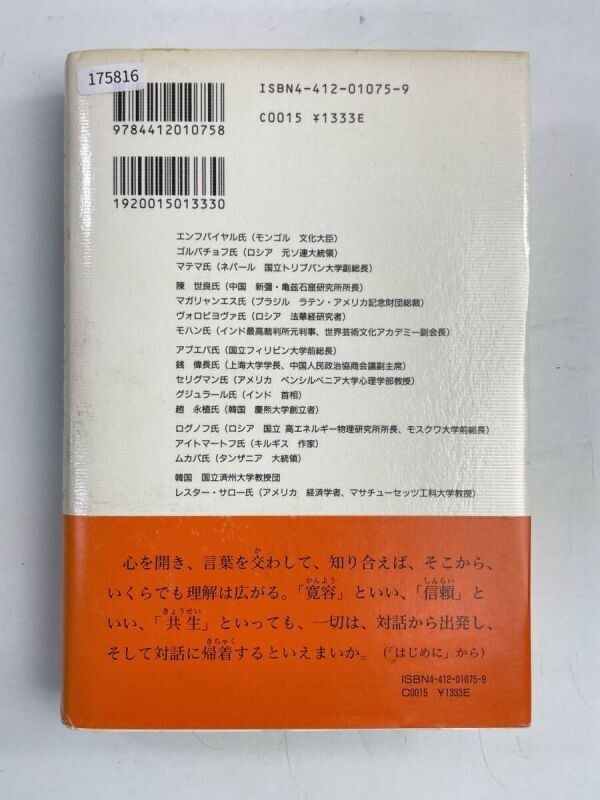 175816
ISBN4-412-01075-9
9784412010758
C0015 ¥1333E
1920015013330
エンフバイヤル氏(モンゴル 文化大臣)
ゴルバチョフ氏(ロシア 元ソ連大統領)
マテマ氏(ネパール 国立トリブバン大学副総長)
陳 世良氏(中国 新彊・亀茲石窟研究所所長)
マガリャンエス氏(ブラジル ラテン・アメリカ記念財団総裁)
ヴォロビヨヴァ氏(ロシア 法華経研究者)
モハン氏(インド最高裁判所元判事、世界芸術文化アカデミー副会長)
アブエバ氏(国立フィリピン大学前総長)
銭 偉長氏(上海大学学長、中国人民政治協商会議副主席)
セリグマン氏(アメリカ ペンシルベニア大学心理学部教授)
グジュラール氏(インド 首相)
趙 永植氏(韓国 慶熙大学創立者)
ログノフ氏(ロシア 国立 高エネルギー物理研究所所長、モスクワ大学前総長)
アイトマートフ氏(キルギス 作家)
ムカパ氏(タンザニア 大統領)
韓国 国立済州大学教授団
レスター・サロー氏(アメリカ 経済学者、マサチューセッツ工科大学教授)
心を開き、言葉を交わして、知り合えば、そこから、
いくらでも理解は広がる。「寛容」といい、「信頼」と
いい、「共生」といっても、一切は、対話から出発し、
そして対話に帰着するといえまいか。(「はじめに」から)
ISBN4-412-01075-9
C0015 ¥1333E